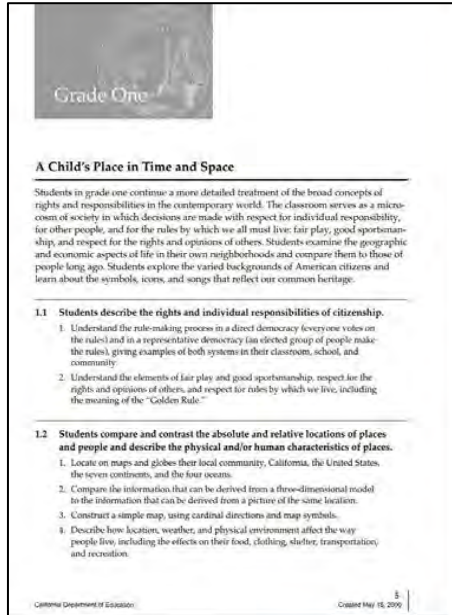 Grade One
A Child's Place in Time and Space
Students in grade one continue a more detailed treatment of the broad concepts of
rights and responsibilities in the contemporary world. The classroom serves as a micro-
cosm of society in which decisions are made with respect for individual responsibility,
for other people, and for the rules by which we all must live: fair play, good sportsman-
ship, and respect for the rights and opinions of others. Students examine the geographic
and economic aspects of life in their own neighborhoods and compare them to those of
people long ago. Students explore the varied backgrounds of American citizens and
learn about the symbols, icons, and songs that reflect our common heritage.
1.1 Students describe the rights and individual responsibilities of citizenship.
1. Understand the rule-making process in a direct democracy (everyone votes on
the rules) and in a representative democracy (an elected group of people make
the rules), giving examples of both systems in their classroom, school, and
community.
2. Understand the elements of fair play and good sportsmanship, respect for the
rights and opinions of others, and respect for rules by which we live, including
the meaning of the "Golden Rule."
1.2 Students compare and contrast the absolute and relative locations of places
and people and describe the physical and/or human characteristics of places.
1. Locate on maps and globes their local community, California, the United States,
the seven continents, and the four oceans.
2. Compare the information that can be derived from a three-dimensional model
to the information that can be derived from a picture of the same location.
3. Construct a simple map, using cardinal directions and map symbols.
4. Describe how location, weather, and physical environment affect the way
people live, including the effects on their food, clothing, shelter, transportation,
and recreation.
5
California Department of Education Created May 18, 2000